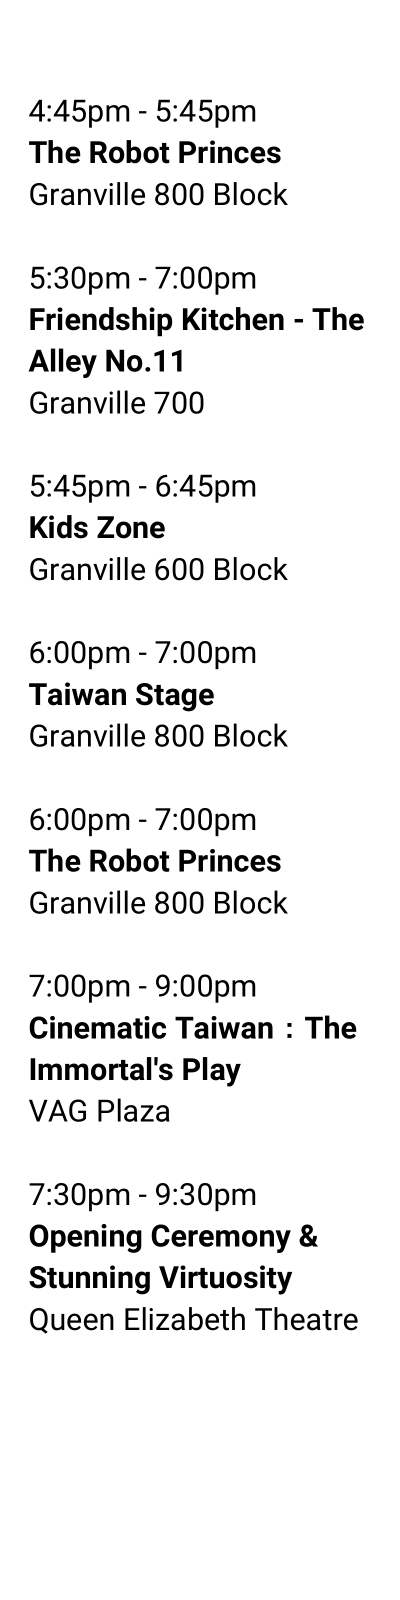 4:45pm - 5:45pm
The Robot Princes
Granville 800 Block
5:30pm - 7:00pm
Friendship Kitchen - The
Alley No.11
Granville 700
5:45pm - 6:45pm
Kids Zone
Granville 600 Block
6:00pm - 7:00pm
Taiwan Stage
Granville 800 Block
6:00pm - 7:00pm
The Robot Princes
Granville 800 Block
7:00pm - 9:00pm
Cinematic Taiwan：The
Immortal's Play
VAG Plaza
7:30pm - 9:30pm
Opening Ceremony &
Stunning Virtuosity
Queen Elizabeth Theatre